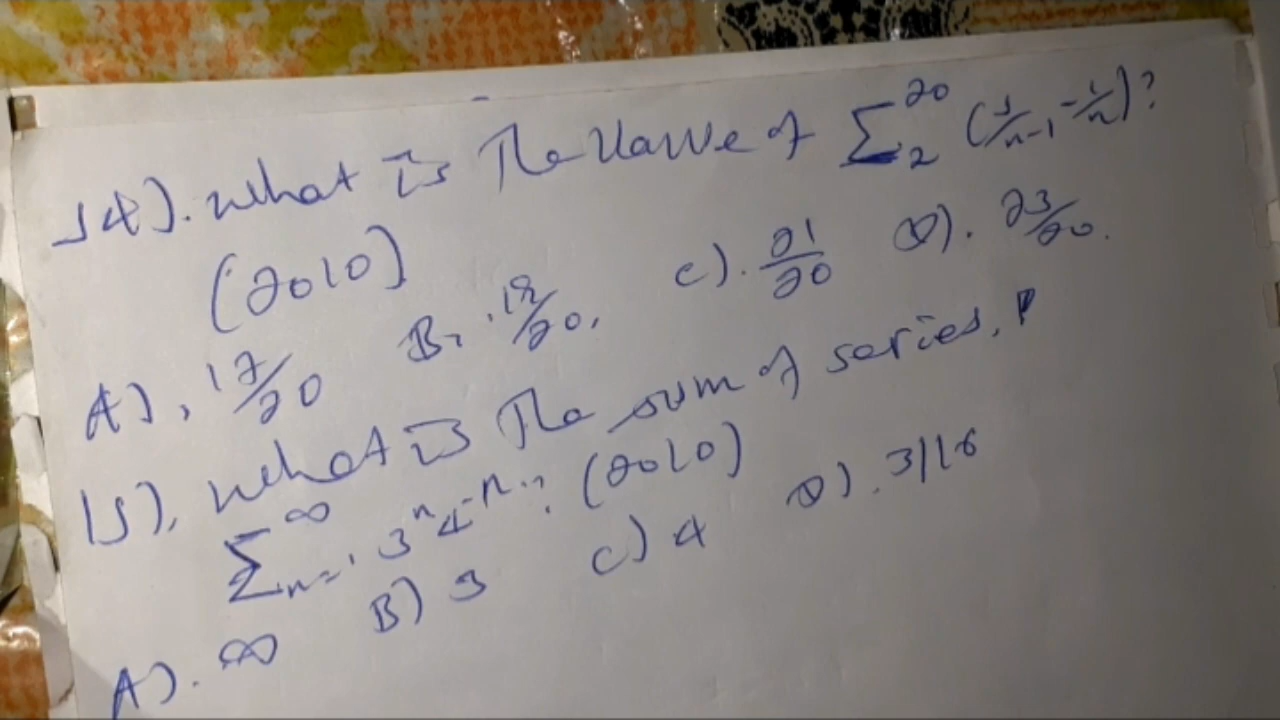 14). What is The Value of ∑₂²⁰ (1/n-1 - 1/n)?
(2010)
A), 17/20 B. 19/20, C). 21/20 D). 23/20.
15), What is The sum of series,
∑n=1^∞ 3ⁿ4⁻ⁿ? (2010)
A). ∞ B) 3 C) 4 D). 3/16